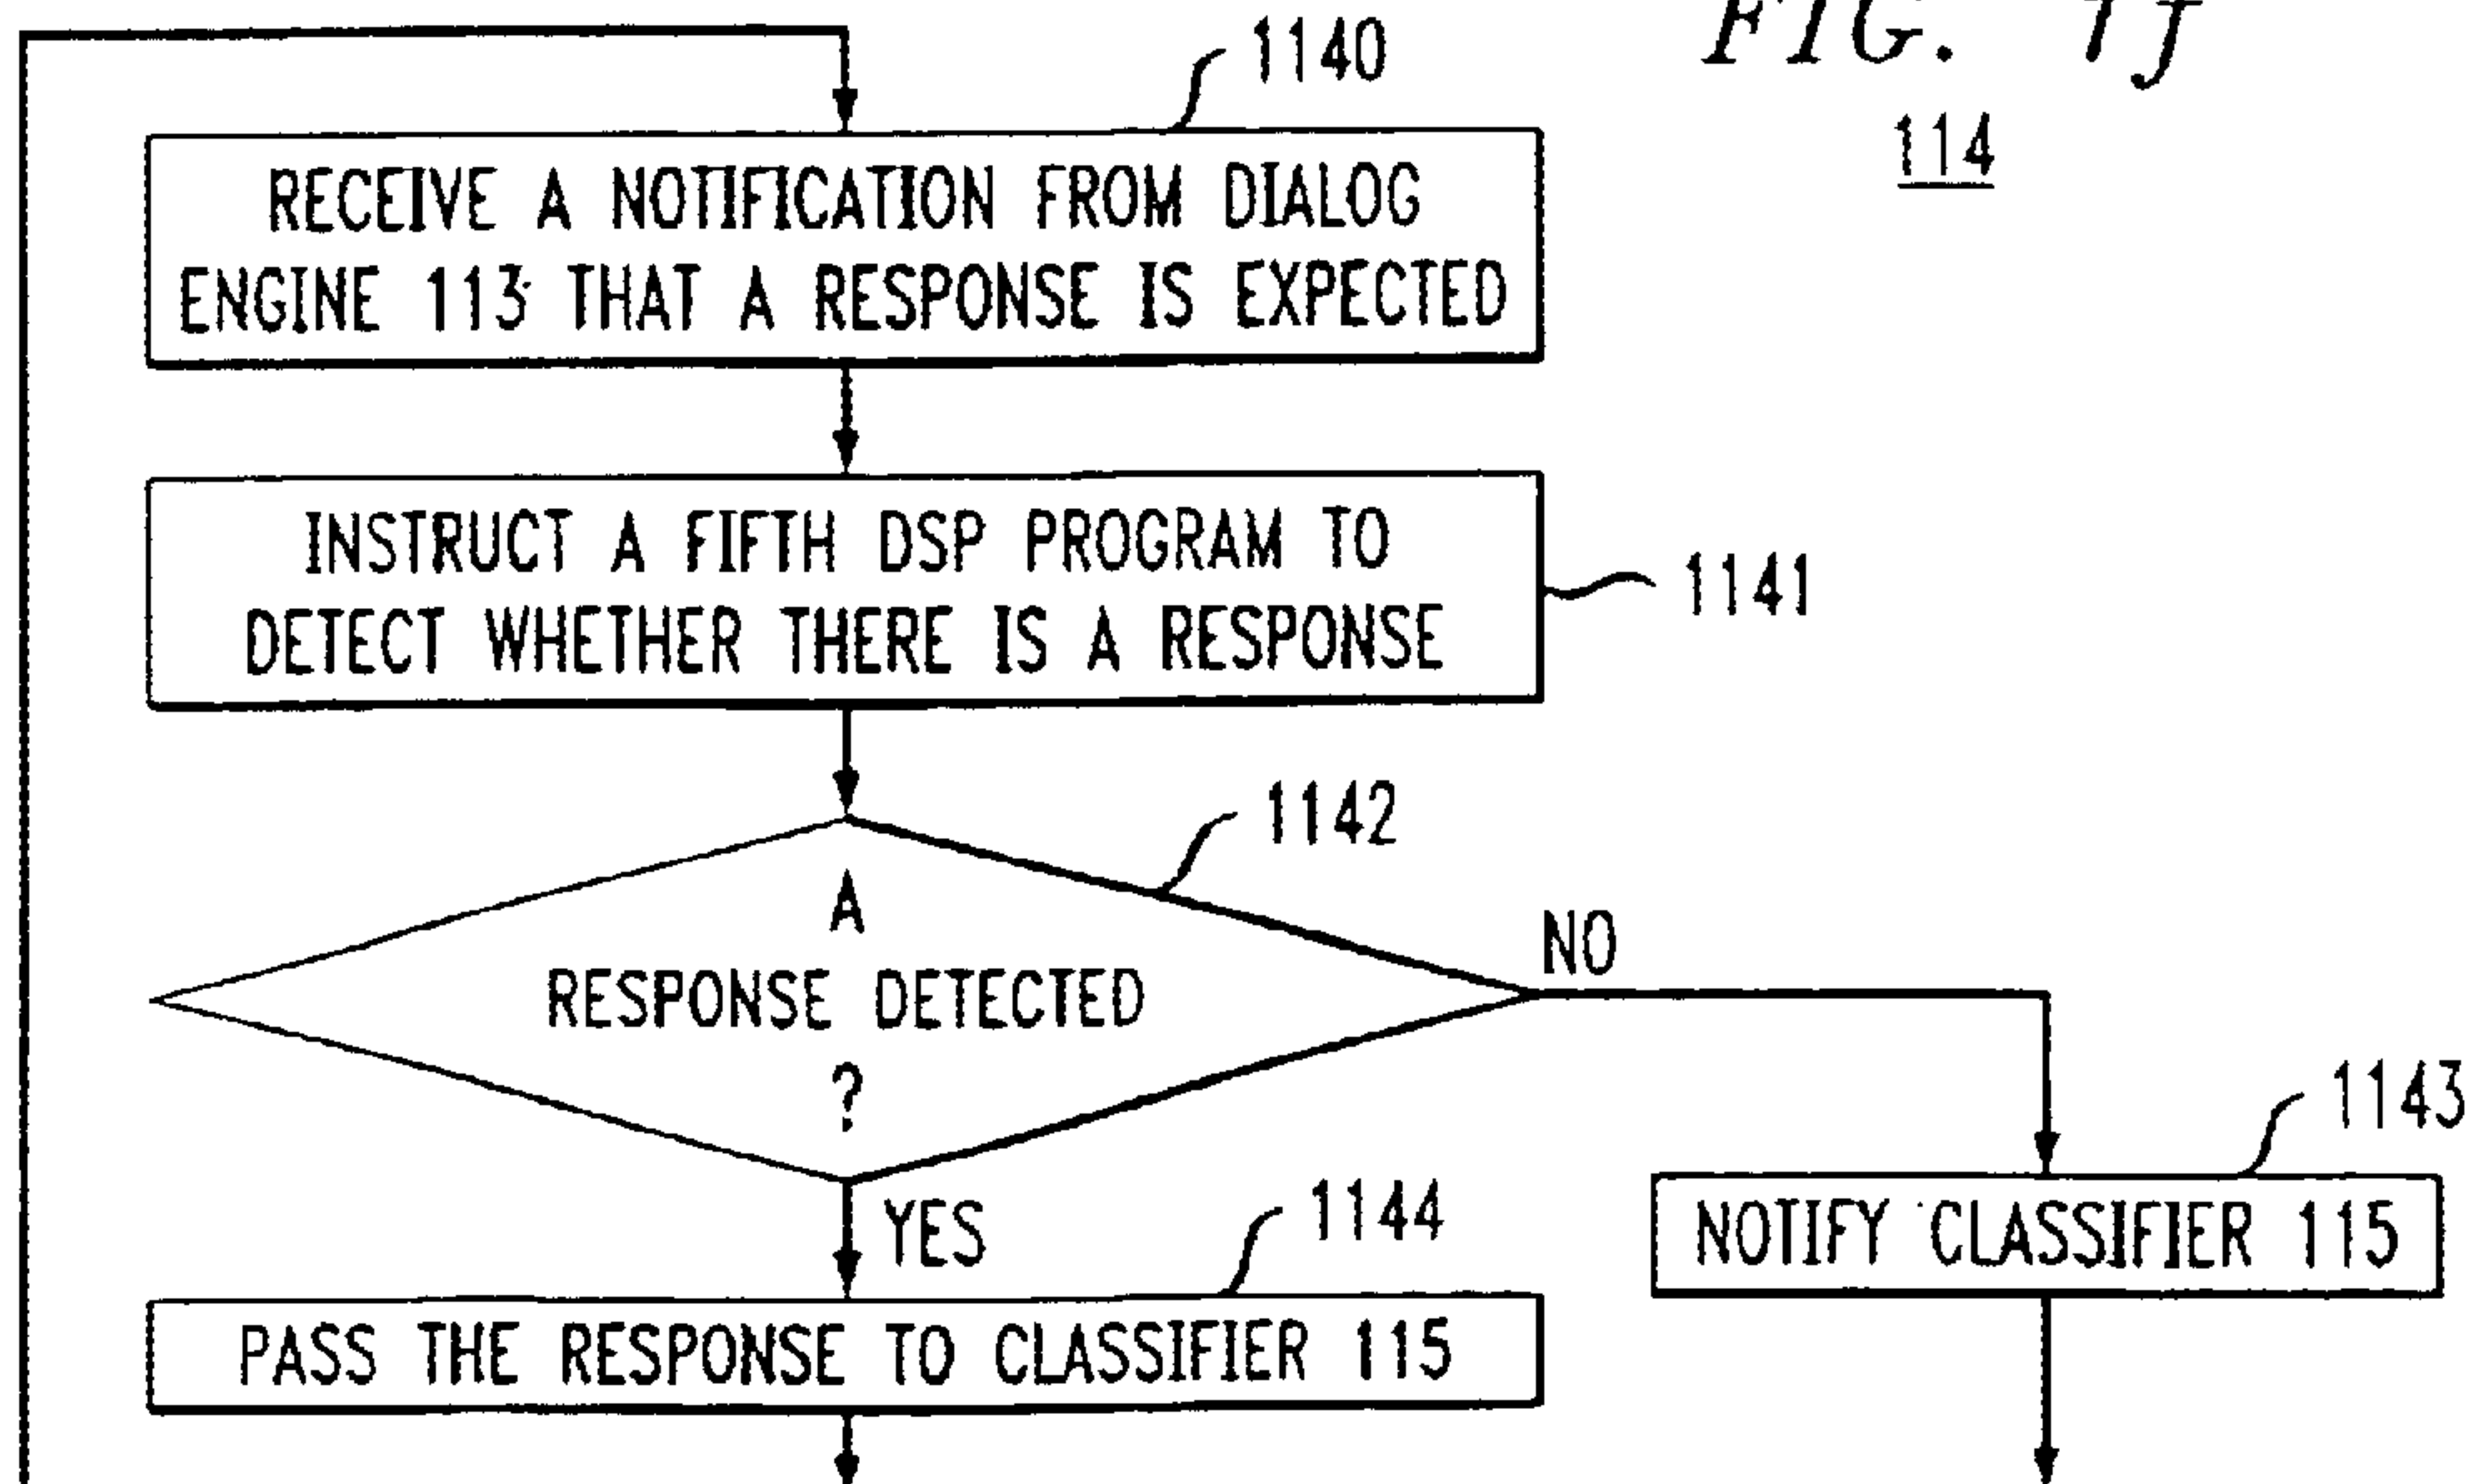 FIG. 1f
114
1140
RECEIVE A NOTIFICATION FROM DIALOG
ENGINE 113 THAT A RESPONSE IS EXPECTED
INSTRUCT A FIFTH DSP PROGRAM TO
DETECT WHETHER THERE IS A RESPONSE
1141
1142
A
RESPONSE DETECTED
?
NO
1143
NOTIFY CLASSIFIER 115
YES
1144
PASS THE RESPONSE TO CLASSIFIER 115